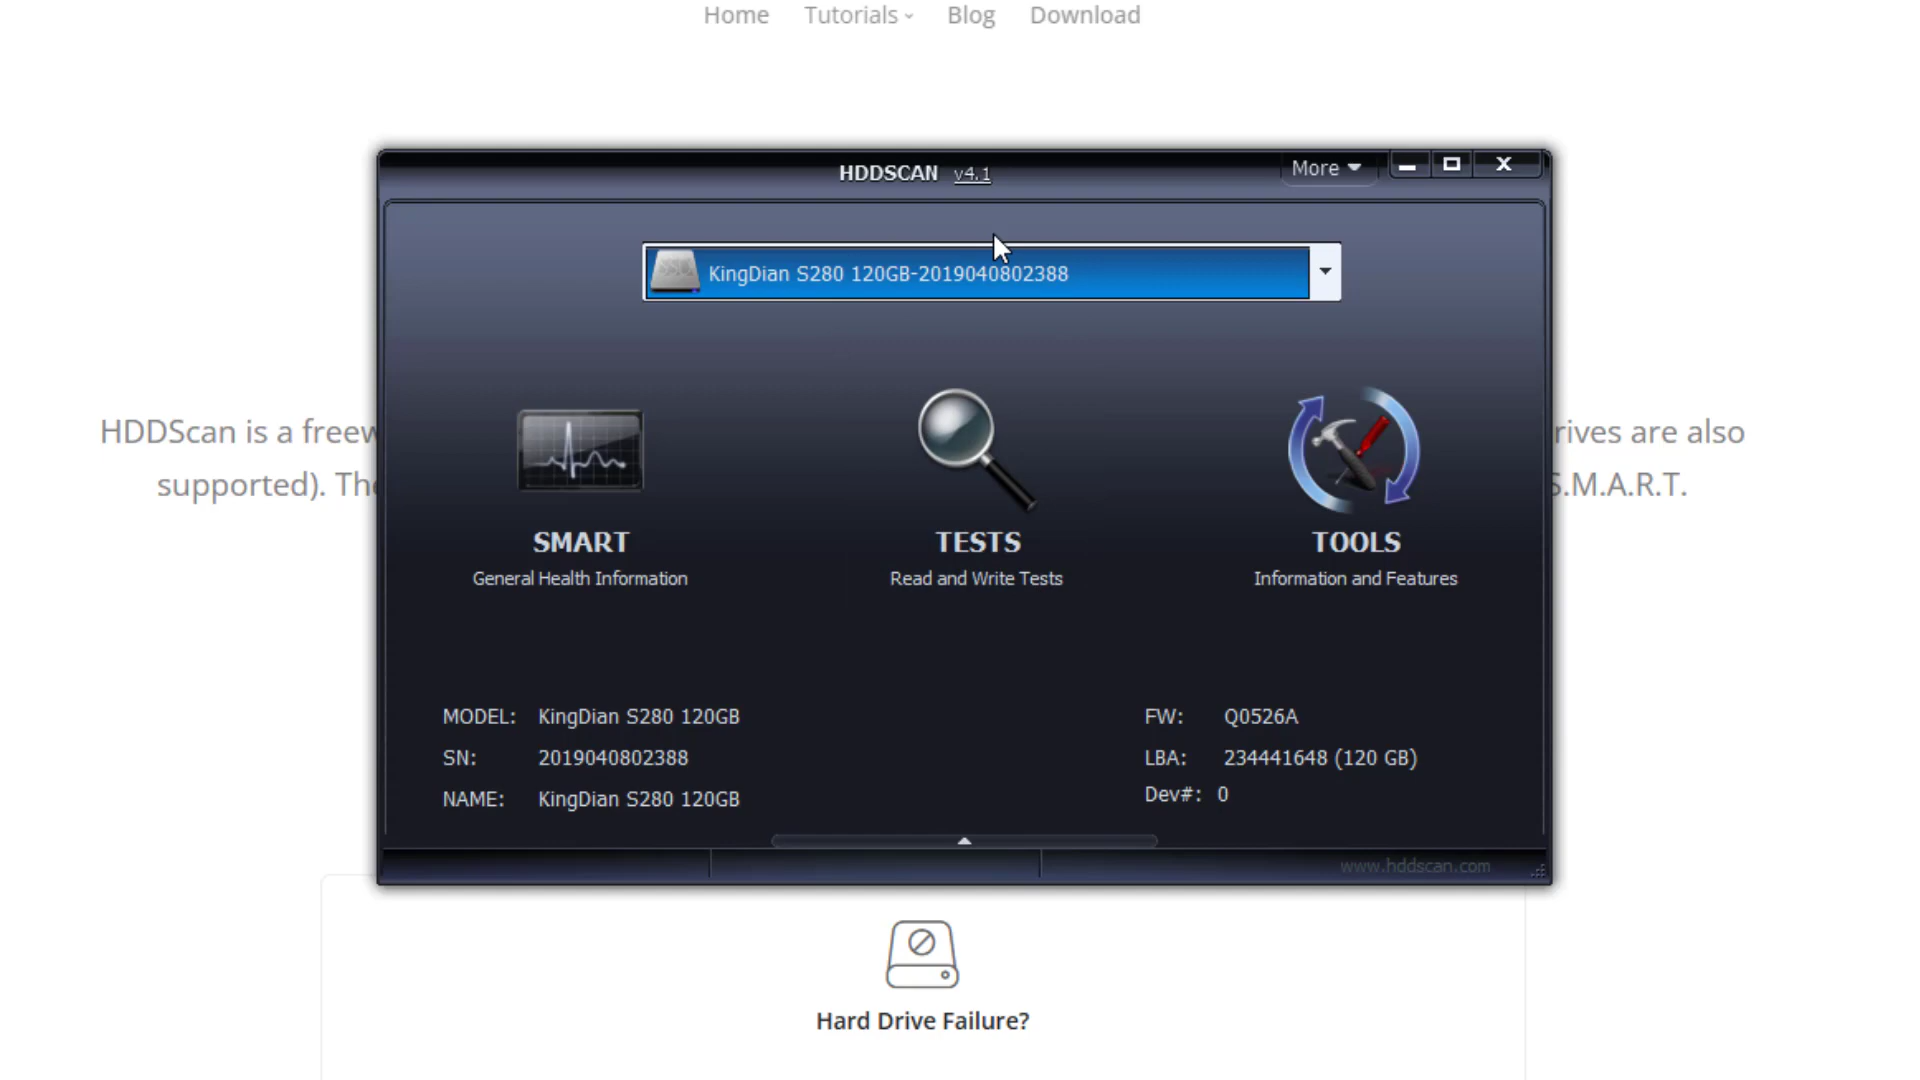 Home Tutorials Blog Download
HDDSCAN v4.1
More
SSD
KingDian S280 120GB-2019040802388
HDDScan is a freew
rives are also
supported). The
S.M.A.R.T.
SMART
General Health Information
TESTS
Read and Write Tests
TOOLS
Information and Features
MODEL: KingDian S280 120GB
SN: 2019040802388
NAME: KingDian S280 120GB
FW: Q0526A
LBA: 234441648 (120 GB)
Dev#: 0
www.hddscan.com
Hard Drive Failure?